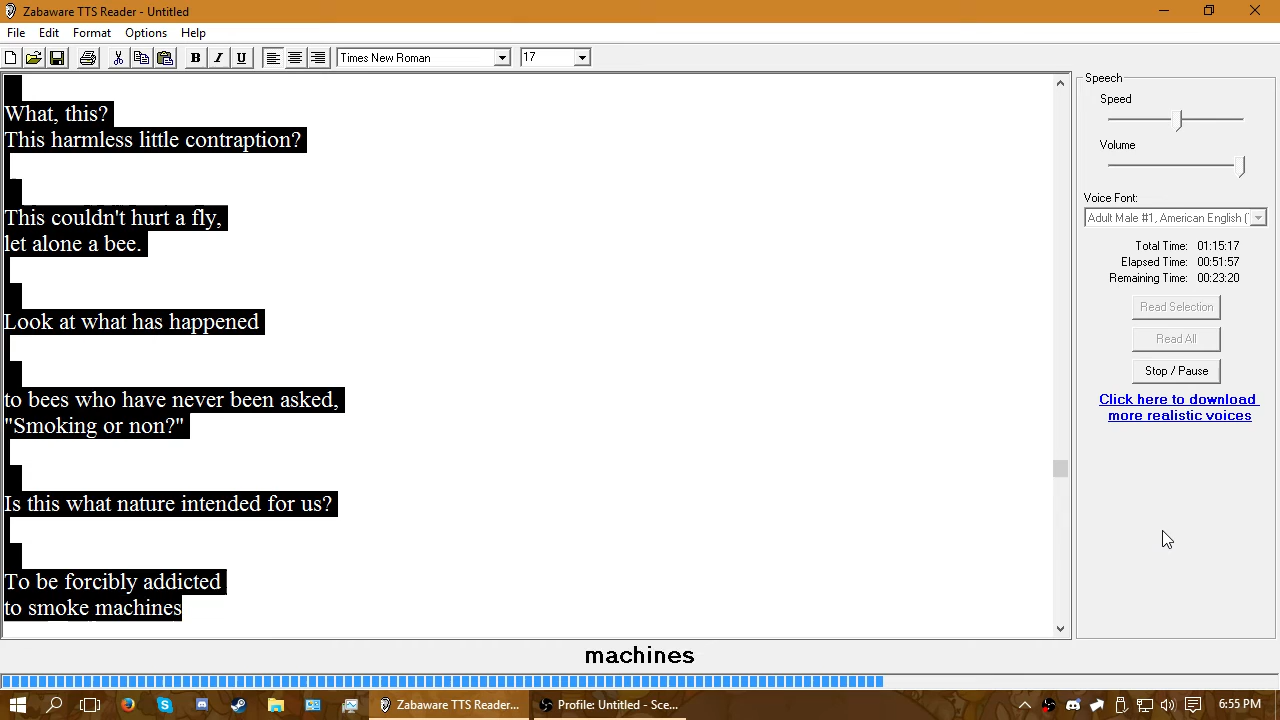 Zabaware TTS Reader - Untitled
File Edit Format Options Help
B I U Times New Roman 17
What, this?
This harmless little contraption?
This couldn't hurt a fly,
let alone a bee.
Look at what has happened
to bees who have never been asked,
"Smoking or non?"
Is this what nature intended for us?
To be forcibly addicted
to smoke machines
Speech
Speed
Volume
Voice Font:
Adult Male #1, American English (
Total Time: 01:15:17
Elapsed Time: 00:51:57
Remaining Time: 00:23:20
Read Selection
Read All
Stop / Pause
Click here to download
more realistic voices
machines
Zabaware TTS Reader...
Profile: Untitled - Sce...
6:55 PM